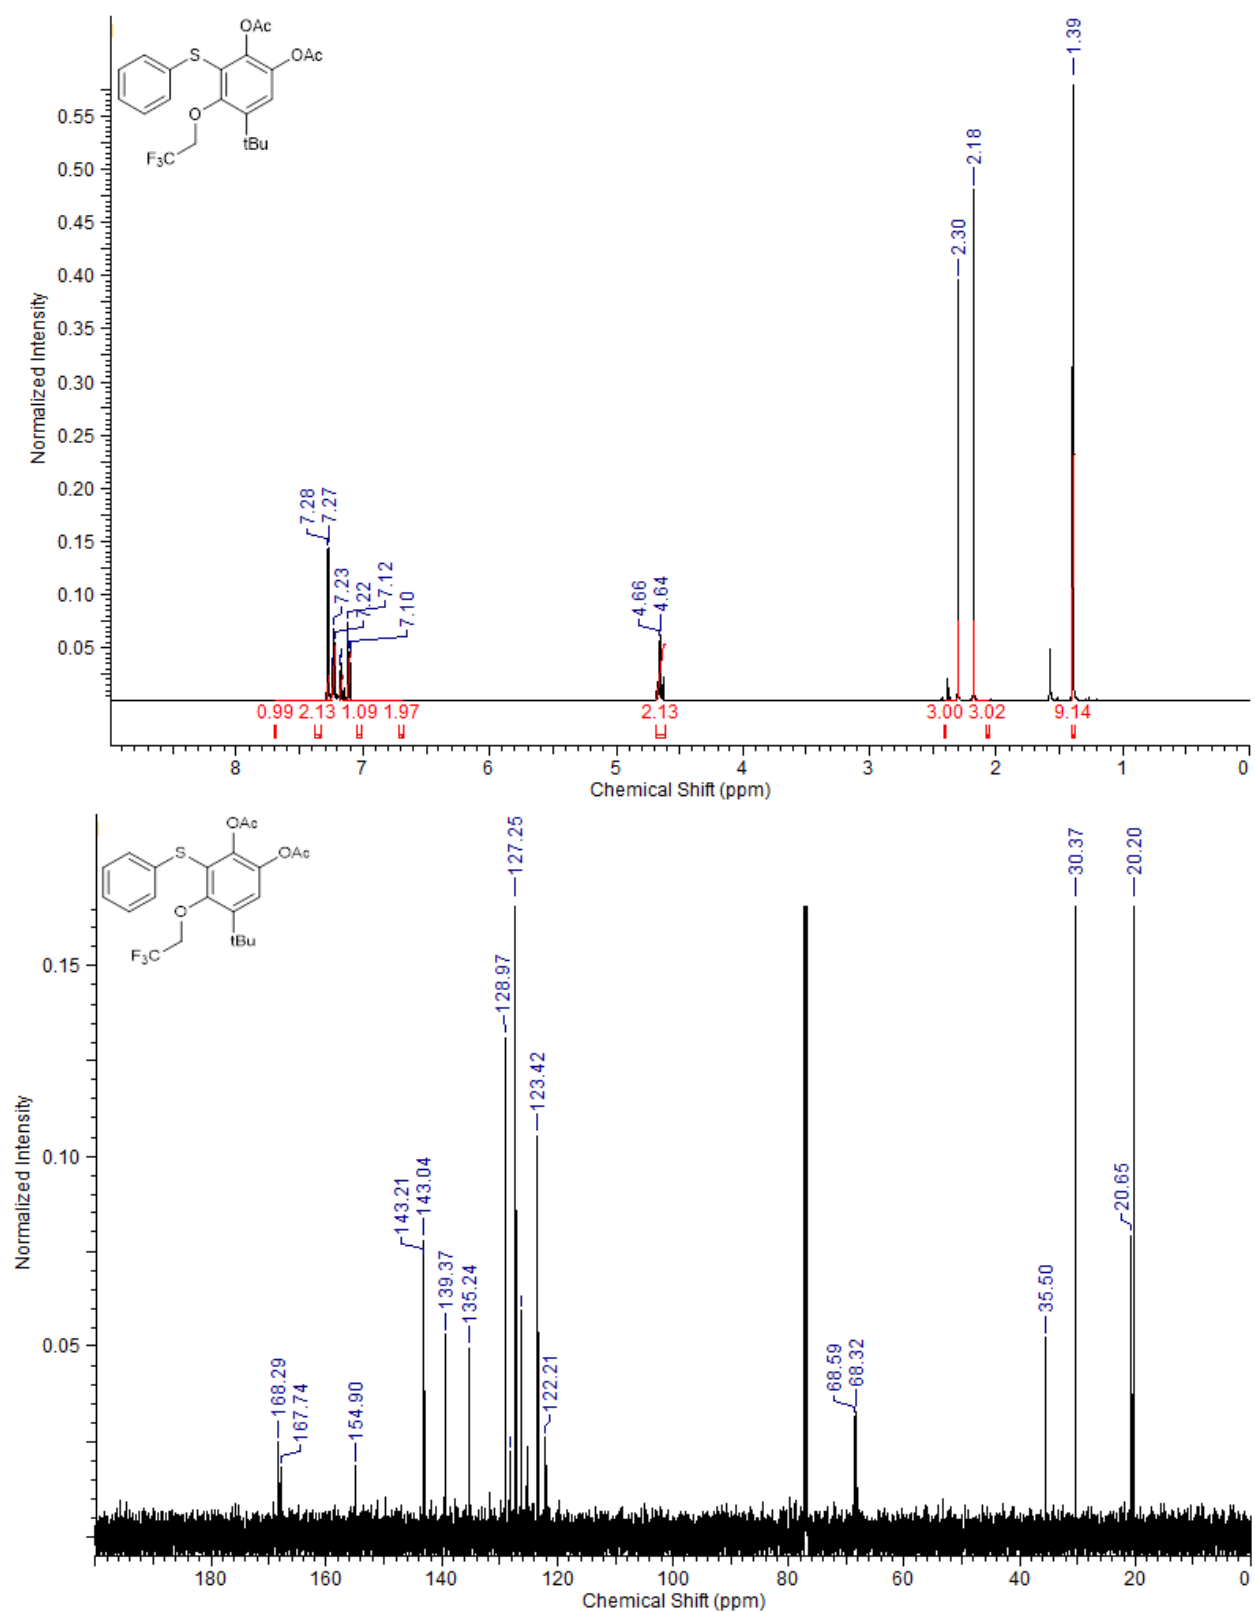 OAc
S
OAc
O
F3C
tBu
1.39
2.18
2.30
7.28
7.27
7.23
7.22
7.12
7.10
4.66
4.64
0.55
0.50
0.45
0.40
0.35
0.30
0.25
0.20
0.15
0.10
0.05
Normalized Intensity
0.99 2.13 1.09 1.97 2.13 3.00 3.02 9.14
8 7 6 5 4 3 2 1 0
Chemical Shift (ppm)
OAc
S
OAc
O
F3C
tBu
127.25
30.37
20.20
128.97
123.42
143.21
143.04
139.37
135.24
122.21
20.65
35.50
68.59
68.32
168.29
167.74
154.90
0.15
0.10
0.05
Normalized Intensity
180 160 140 120 100 80 60 40 20 0
Chemical Shift (ppm)